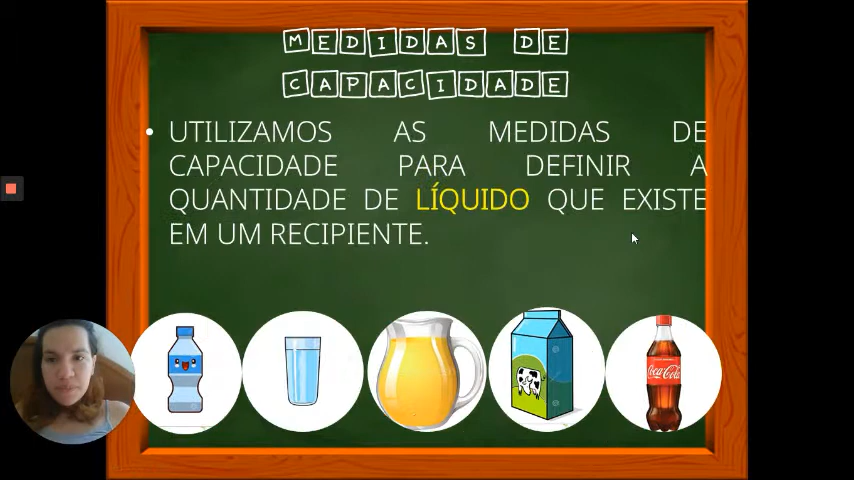 MEDIDAS DE
CAPACIDADE
• UTILIZAMOS AS MEDIDAS DE
CAPACIDADE PARA DEFINIR A
QUANTIDADE DE LÍQUIDO QUE EXISTE
EM UM RECIPIENTE.
Coca-Cola